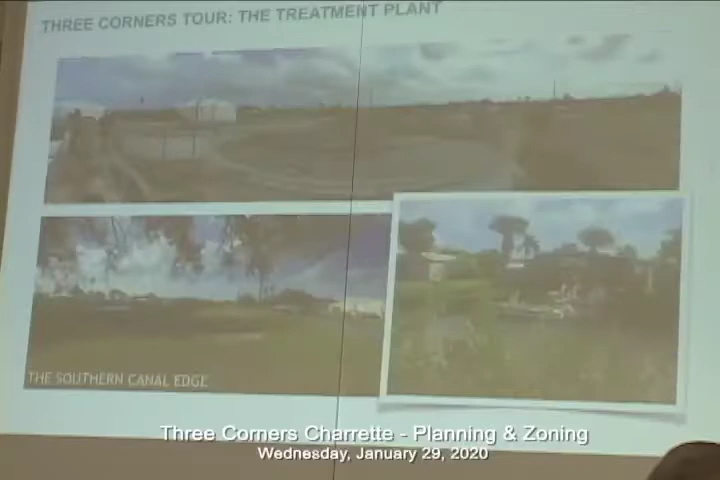 THREE CORNERS TOUR: THE TREATMENT PLANT
THE SOUTHERN CANAL EDGE
Three Corners Charrette - Planning & Zoning
Wednesday, January 29, 2020